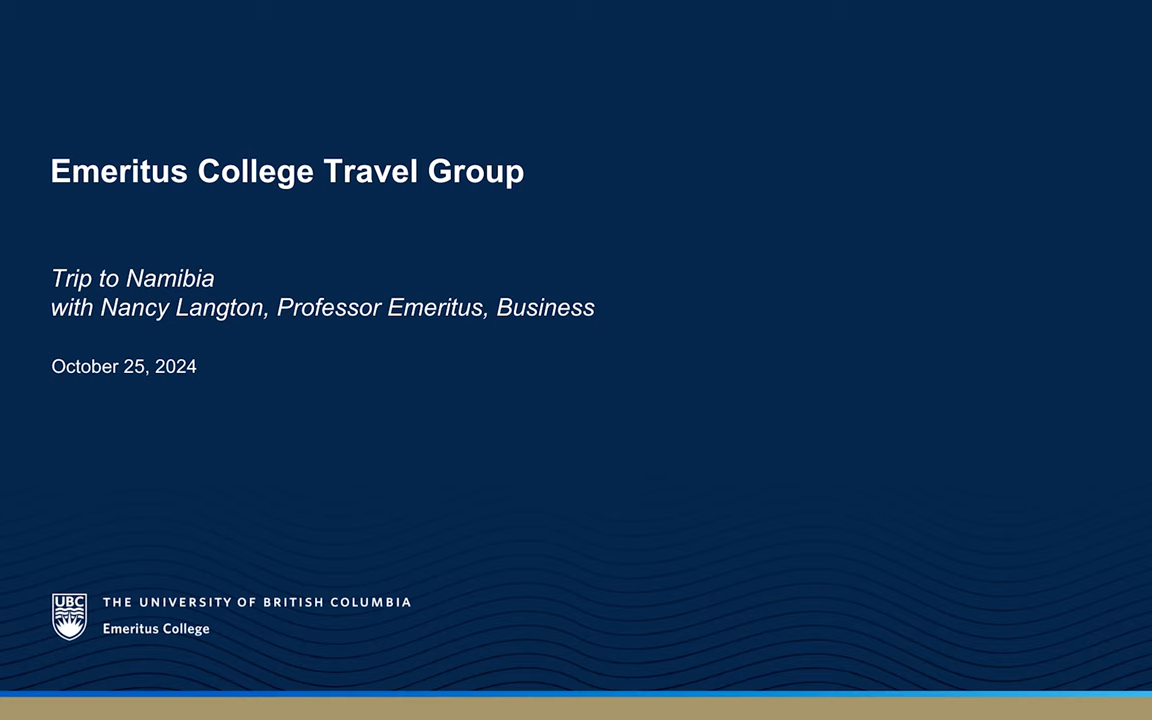 Emeritus College Travel Group
Trip to Namibia
with Nancy Langton, Professor Emeritus, Business
October 25, 2024
UBC
THE UNIVERSITY OF BRITISH COLUMBIA
Emeritus College